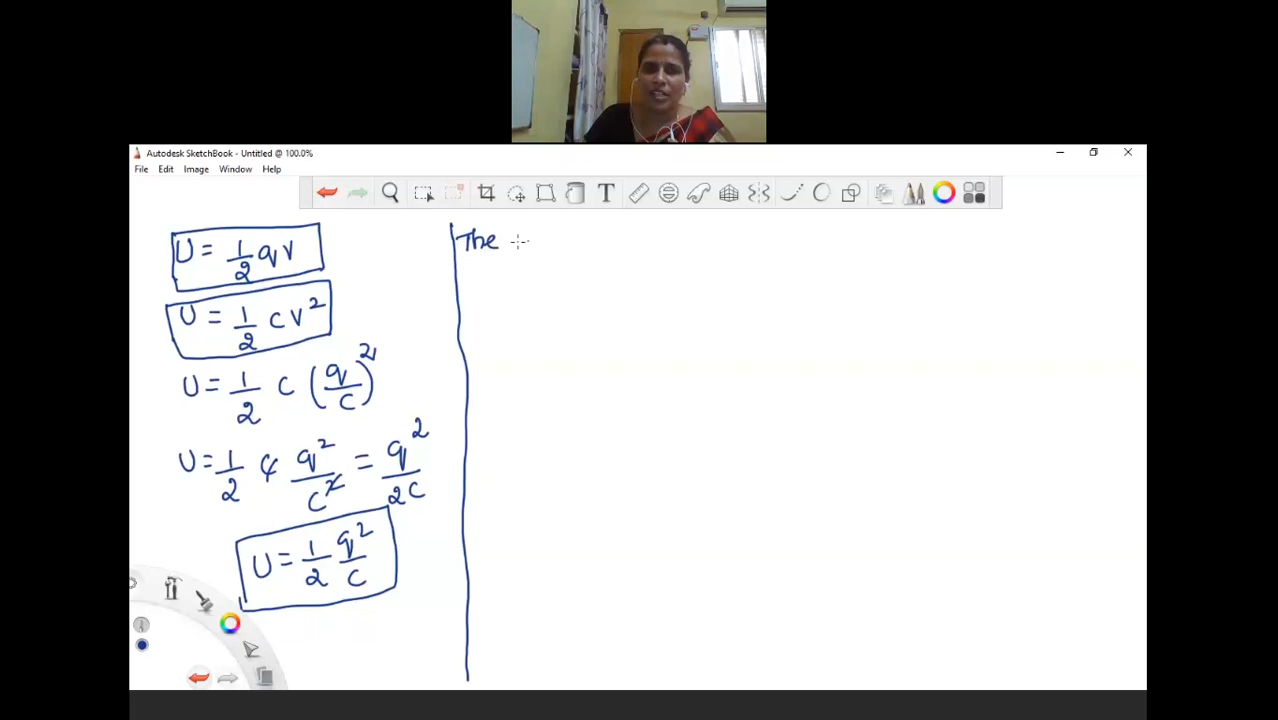 Autodesk SketchBook - Untitled @ 100.0%
File Edit Image Window Help
U = 1/2 qV
U = 1/2 CV²
U = 1/2 C (q/C)²
U = 1/2 C q²/C² = q²/2C
U = 1/2 q²/C
The